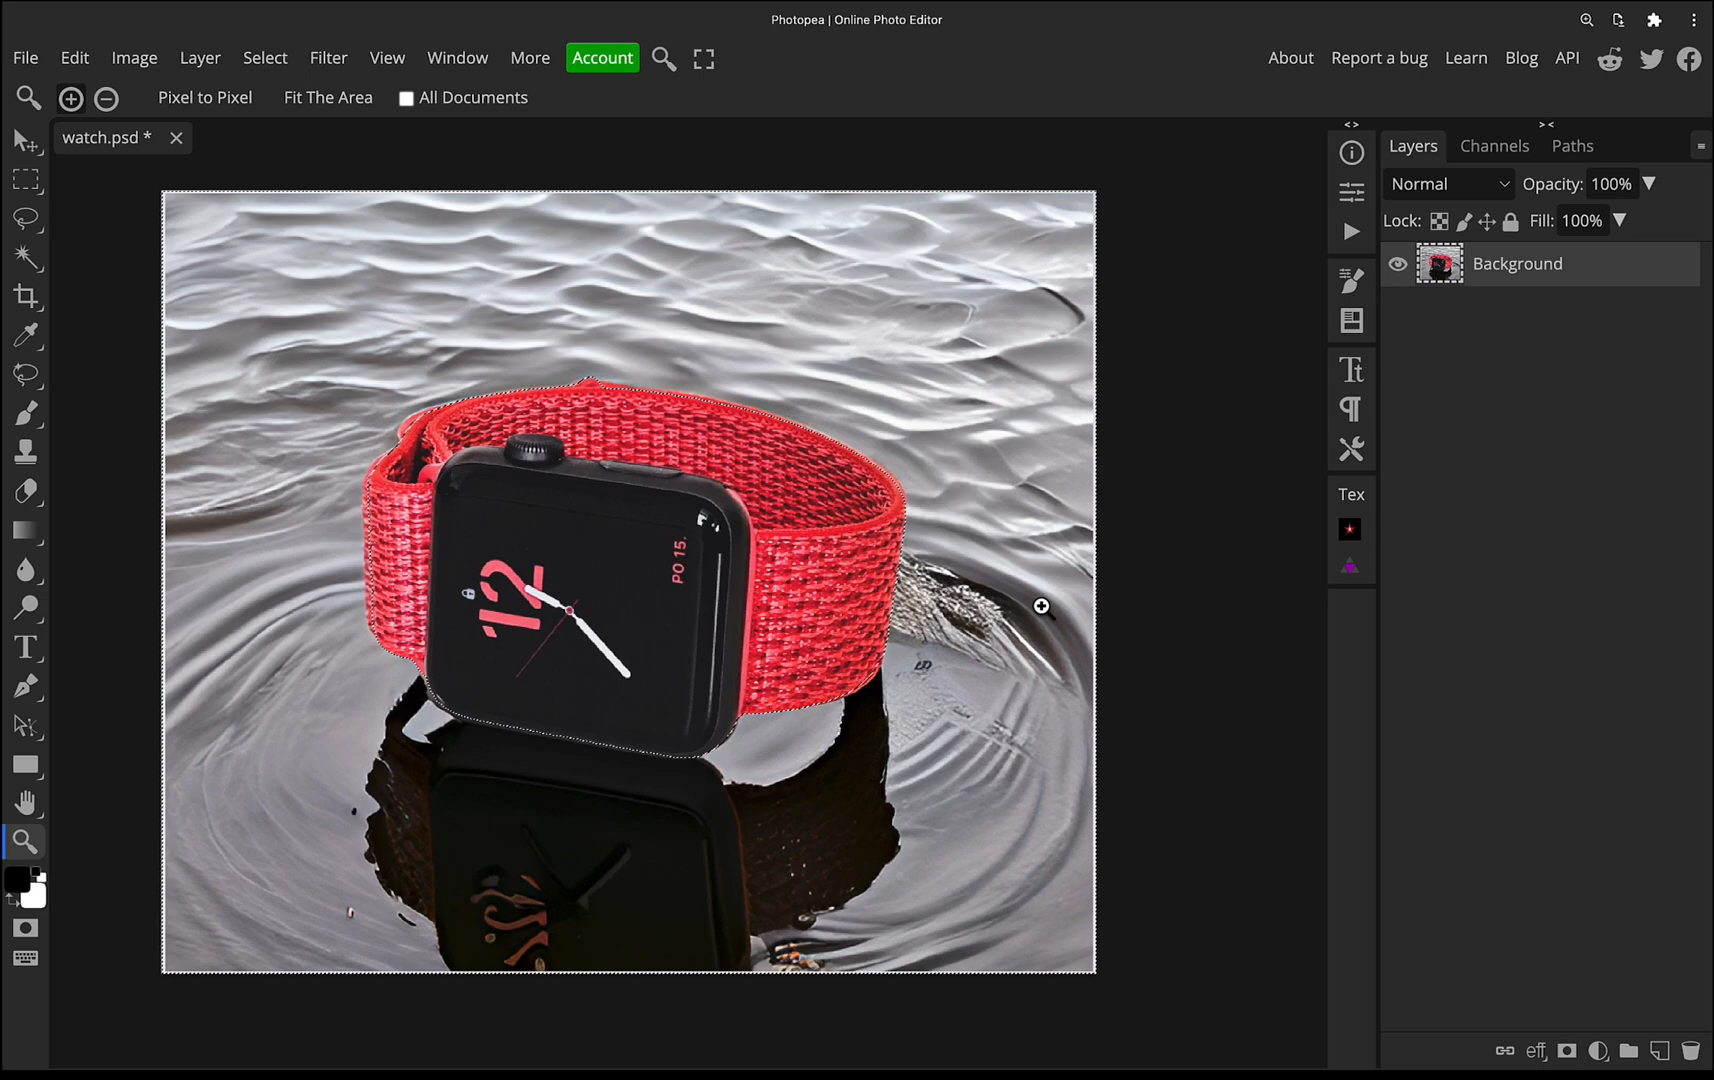 Photopea | Online Photo Editor
File Edit Image Layer Select Filter View Window More Account About Report a bug Learn Blog API
Pixel to Pixel Fit The Area All Documents
watch.psd *
Layers Channels Paths
Normal Opacity: 100%
Lock: Fill: 100%
Background
Tex
PO 15.
12
eff